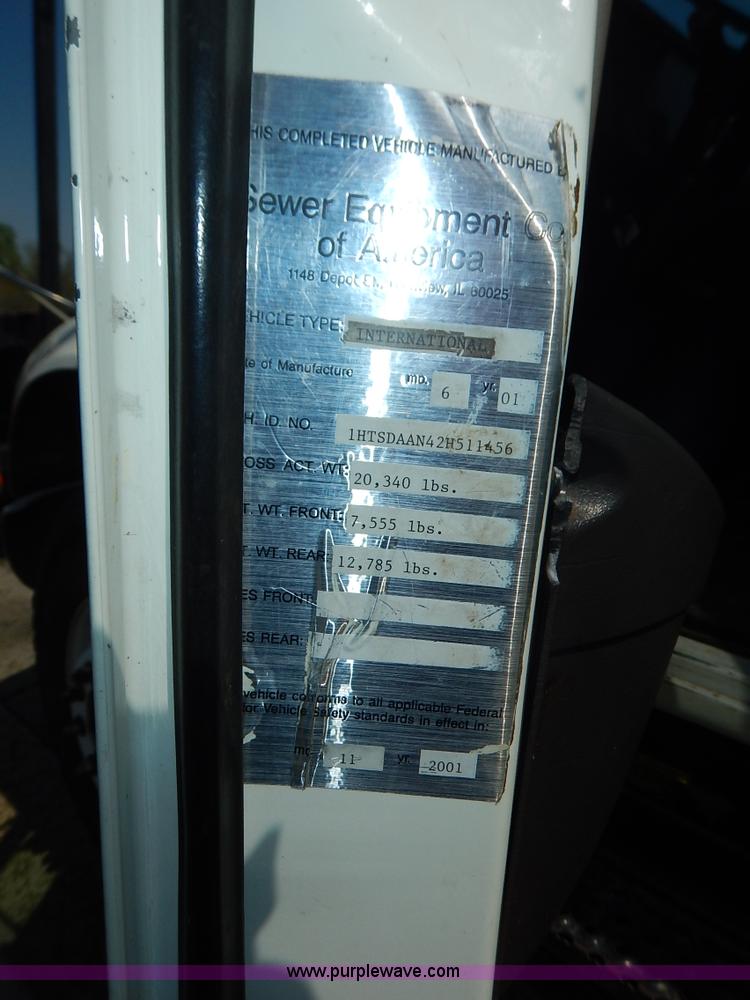 HIS COMPLETED VEHICLE MANUFACTURED
Sewer Equipment Co
of America
1148 Depot IL 60025
EHICLE TYPE: INTERNATIONAL
te of Manufacture mo. 6 yr. 01
H. ID. NO. 1HTSDAAN42H511456
OSS ACT. WT: 20,340 lbs.
T. WT. FRONT: 7,555 lbs.
T. WT. REAR: 12,785 lbs.
ES FRONT:
ES REAR:
vehicle conforms to all applicable Federal
tor Vehicle Safety standards in effect in:
mo. 11 yr. 2001
www.purplewave.com